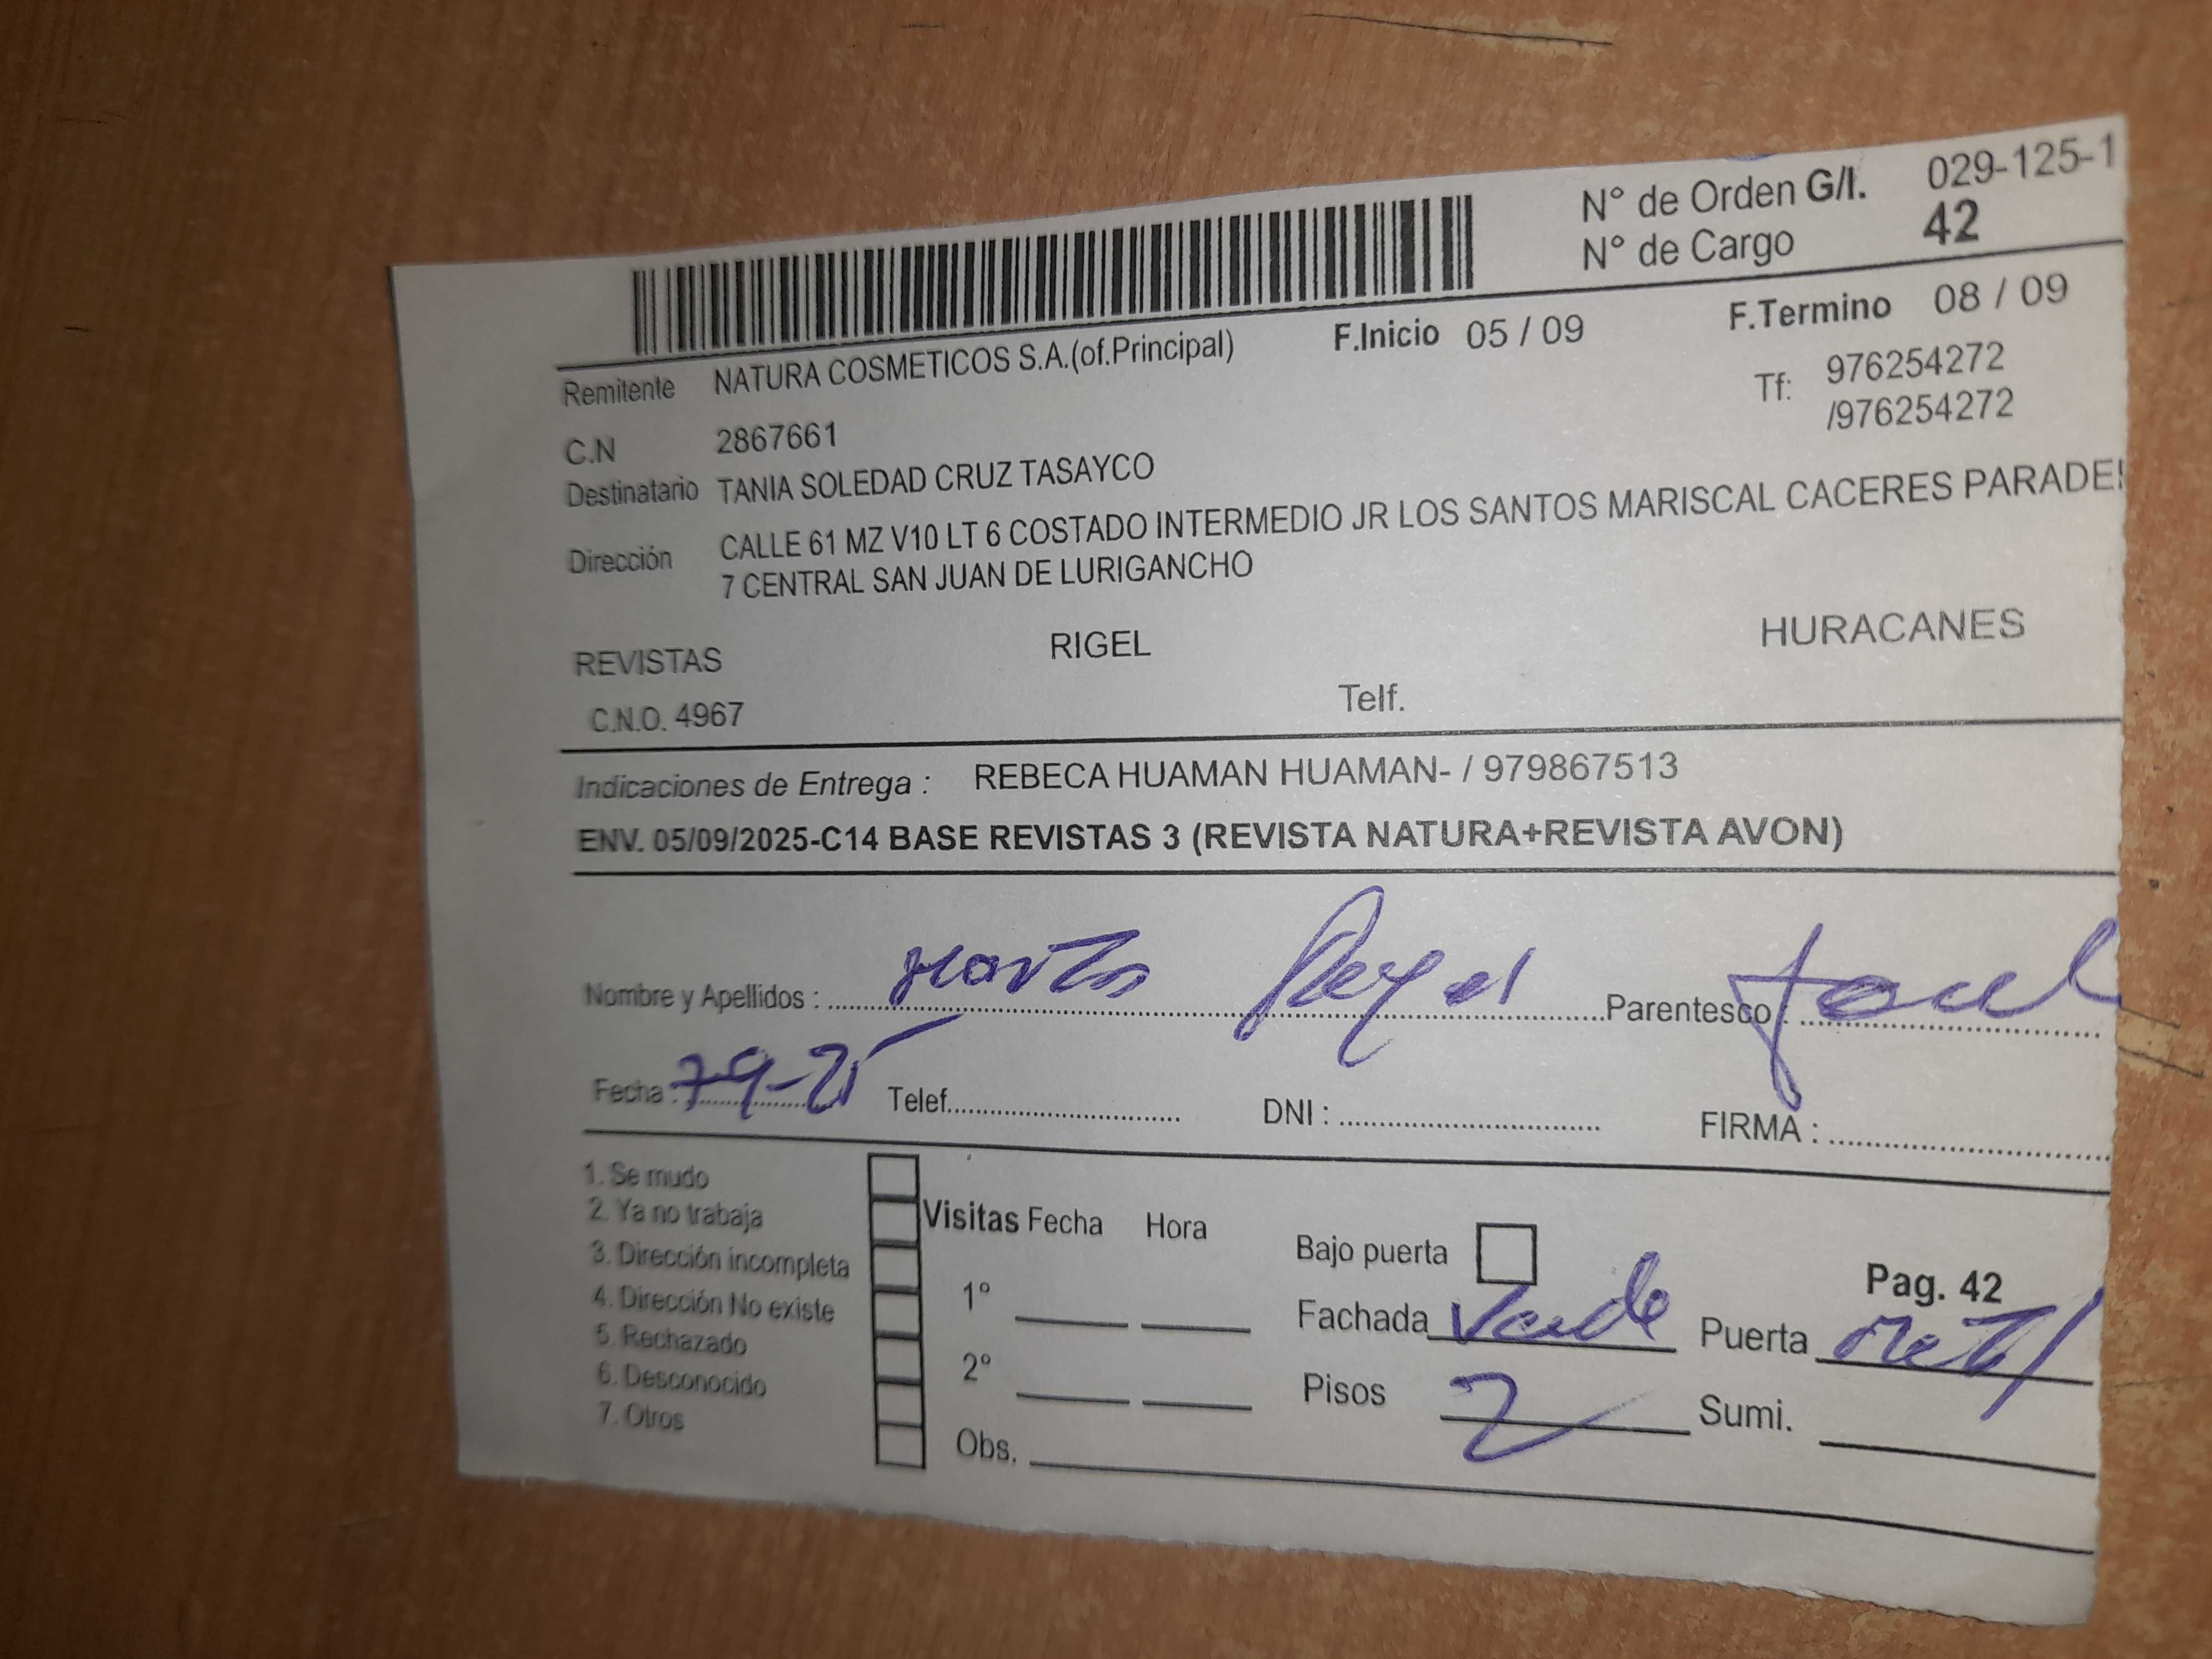 N° de Orden G/I. 029-125-1
N° de Cargo 42
F.Inicio 05 / 09 F.Termino 08 / 09
Remitente NATURA COSMETICOS S.A.(of.Principal)
Tf: 976254272
/976254272
C.N 2867661
Destinatario TANIA SOLEDAD CRUZ TASAYCO
Dirección CALLE 61 MZ V10 LT 6 COSTADO INTERMEDIO JR LOS SANTOS MARISCAL CACERES PARADE
7 CENTRAL SAN JUAN DE LURIGANCHO
REVISTAS RIGEL HURACANES
C.N.O. 4967 Telf.
Indicaciones de Entrega : REBECA HUAMAN HUAMAN- / 979867513
ENV. 05/09/2025-C14 BASE REVISTAS 3 (REVISTA NATURA+REVISTA AVON)
Nombre y Apellidos : Parentesco :
Fecha : 7-9-25 Telef. DNI : FIRMA :
1. Se mudo
2. Ya no trabaja
3. Dirección incompleta
4. Dirección No existe
5. Rechazado
6. Desconocido
7. Otros
Visitas Fecha Hora
1°
2°
Obs.
Bajo puerta
Pag. 42
Fachada Verde Puerta metal
Pisos 2 Sumi.